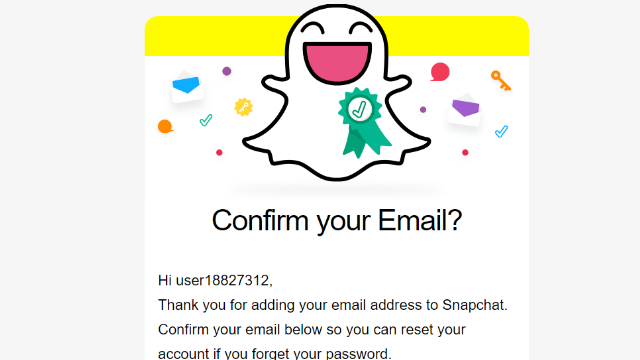 Confirm your Email?
Hi user18827312,
Thank you for adding your email address to Snapchat.
Confirm your email below so you can reset your
account if you forget your password.